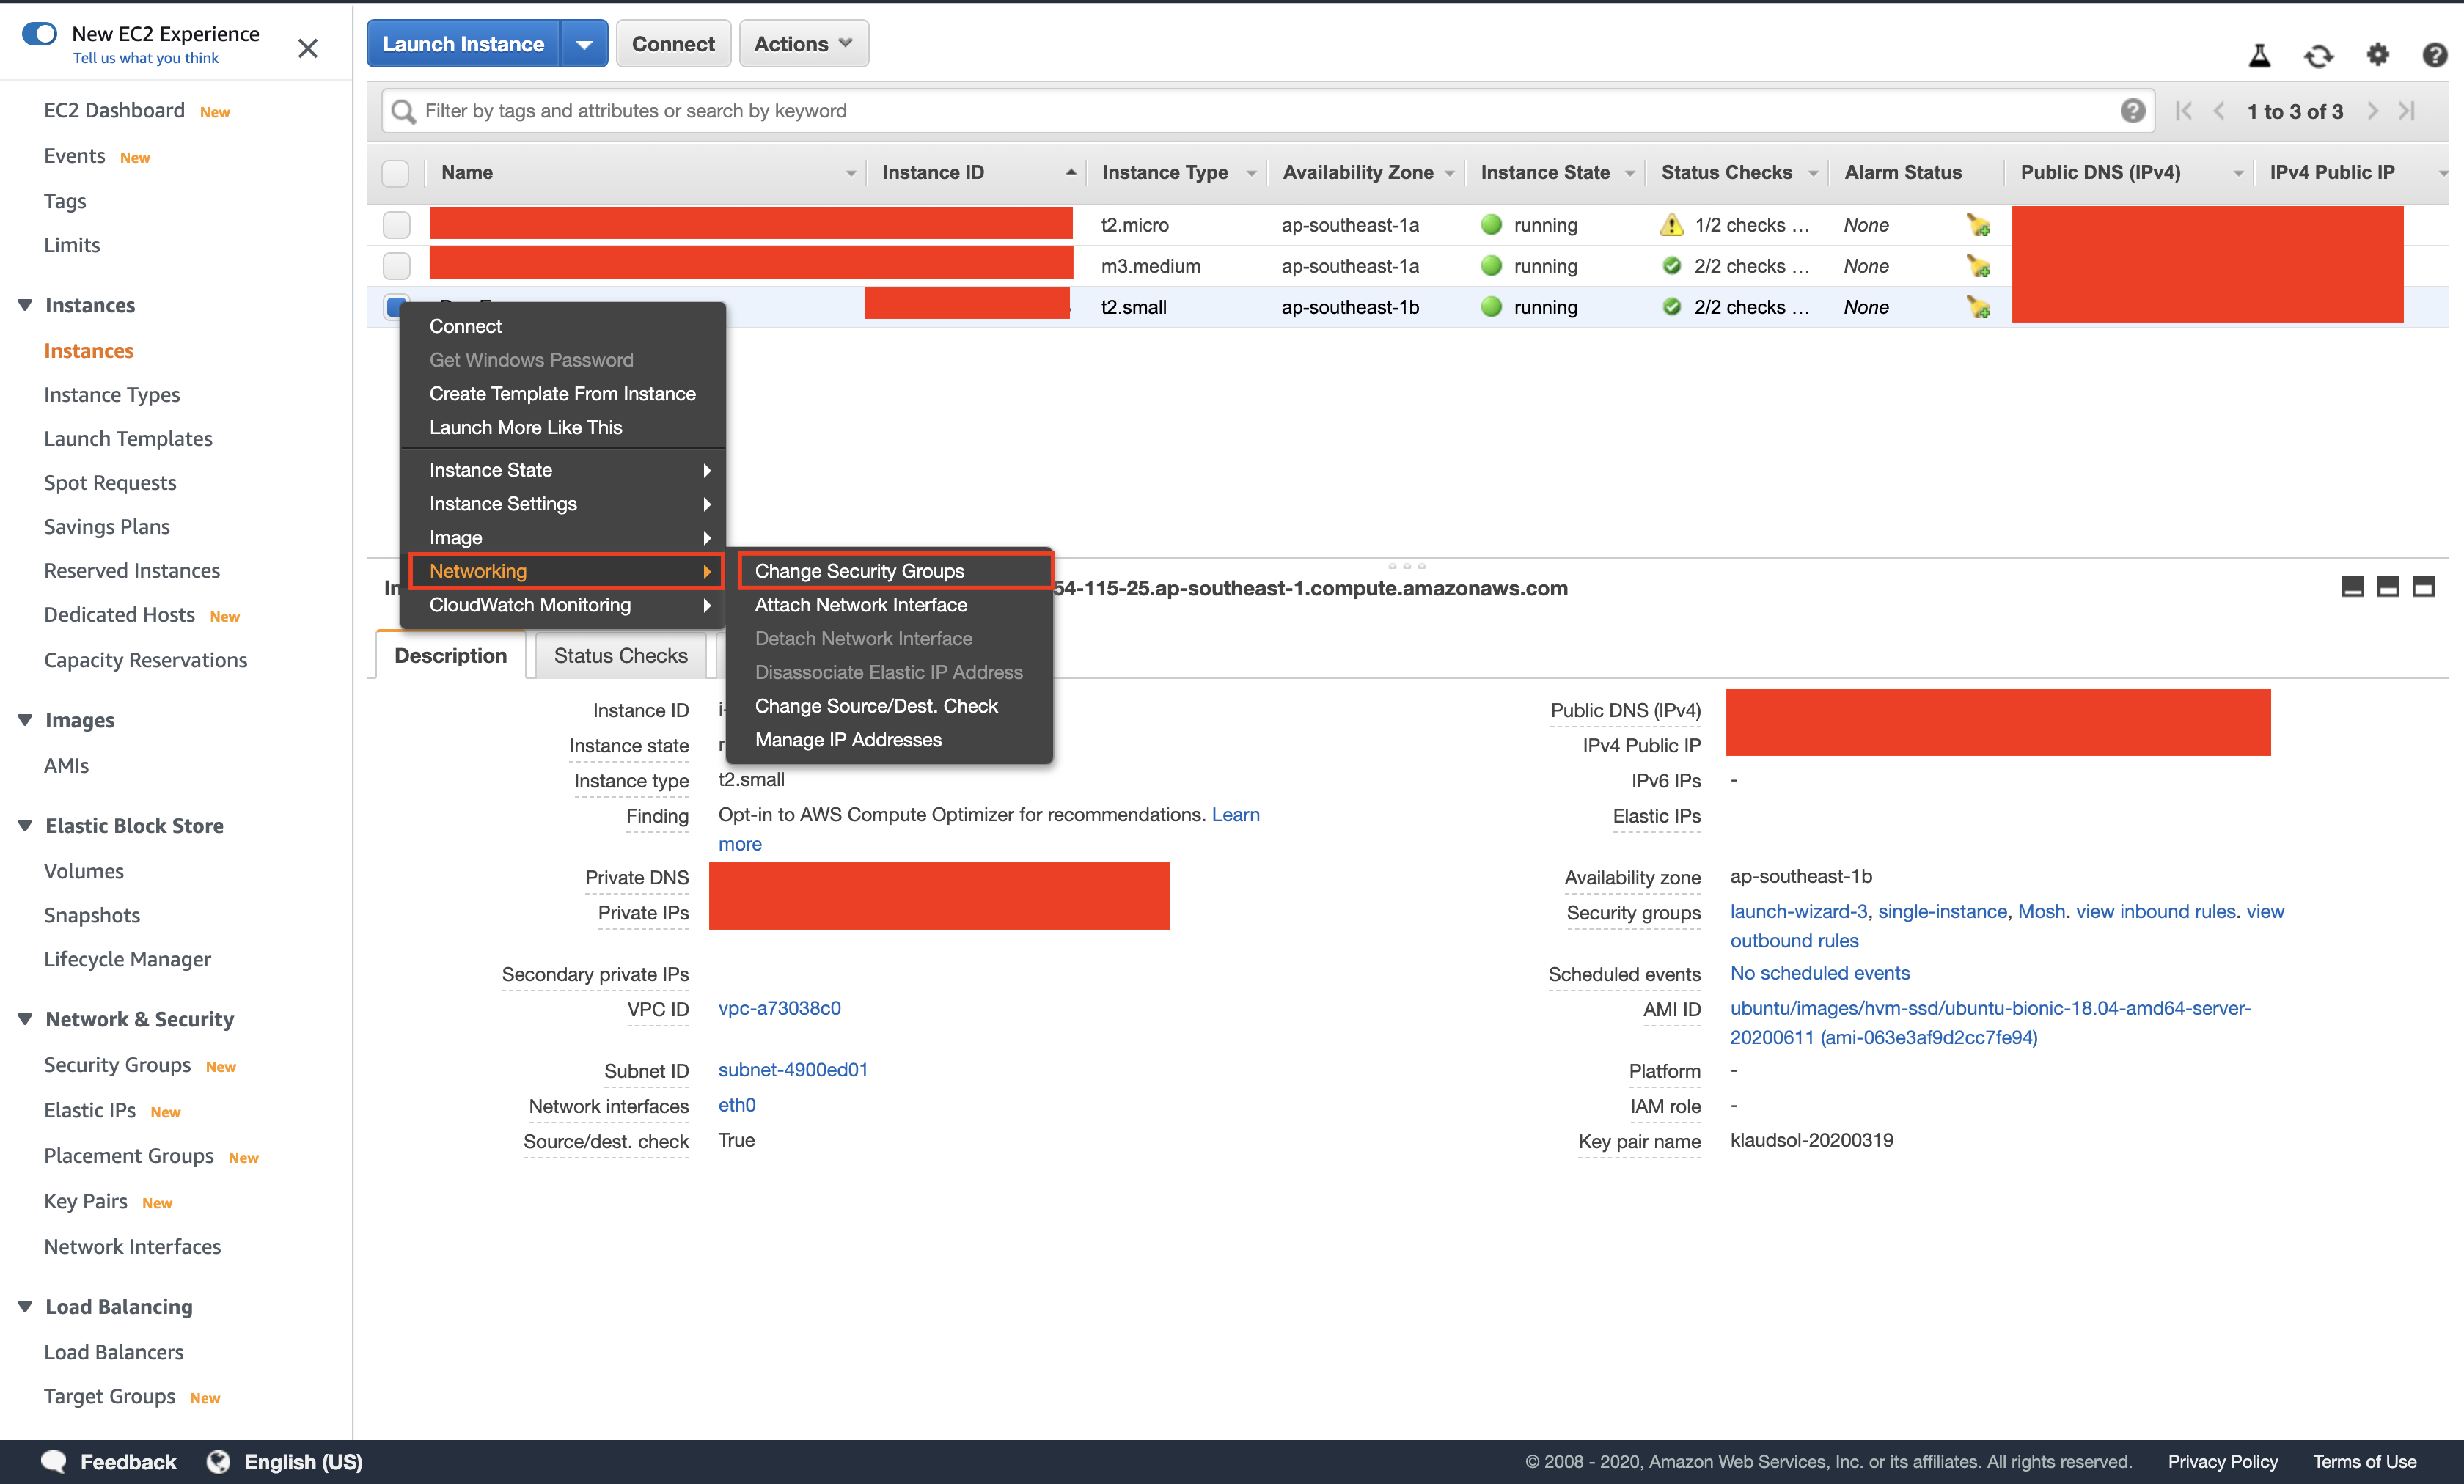 New EC2 Experience
Tell us what you think
EC2 Dashboard New
Events New
Tags
Limits
Instances
Instances
Instance Types
Launch Templates
Spot Requests
Savings Plans
Reserved Instances
Dedicated Hosts New
Capacity Reservations
Images
AMIs
Elastic Block Store
Volumes
Snapshots
Lifecycle Manager
Network & Security
Security Groups New
Elastic IPs New
Placement Groups New
Key Pairs New
Network Interfaces
Load Balancing
Load Balancers
Target Groups New
Launch Instance Connect Actions
Filter by tags and attributes or search by keyword 1 to 3 of 3
Name Instance ID Instance Type Availability Zone Instance State Status Checks Alarm Status Public DNS (IPv4) IPv4 Public IP
t2.micro ap-southeast-1a running 1/2 checks ... None
m3.medium ap-southeast-1a running 2/2 checks ... None
t2.small ap-southeast-1b running 2/2 checks ... None
Connect
Get Windows Password
Create Template From Instance
Launch More Like This
Instance State
Instance Settings
Image
Networking
CloudWatch Monitoring
Change Security Groups
Attach Network Interface
Detach Network Interface
Disassociate Elastic IP Address
Change Source/Dest. Check
Manage IP Addresses
54-115-25.ap-southeast-1.compute.amazonaws.com
Description Status Checks
Instance ID i-
Instance state r
Instance type t2.small
Finding Opt-in to AWS Compute Optimizer for recommendations. Learn
more
Private DNS
Private IPs
Secondary private IPs
VPC ID vpc-a73038c0
Subnet ID subnet-4900ed01
Network interfaces eth0
Source/dest. check True
Public DNS (IPv4)
IPv4 Public IP
IPv6 IPs -
Elastic IPs
Availability zone ap-southeast-1b
Security groups launch-wizard-3, single-instance, Mosh. view inbound rules. view
outbound rules
Scheduled events No scheduled events
AMI ID ubuntu/images/hvm-ssd/ubuntu-bionic-18.04-amd64-server-
20200611 (ami-063e3af9d2cc7fe94)
Platform -
IAM role -
Key pair name klaudsol-20200319
Feedback English (US)
© 2008 - 2020, Amazon Web Services, Inc. or its affiliates. All rights reserved. Privacy Policy Terms of Use